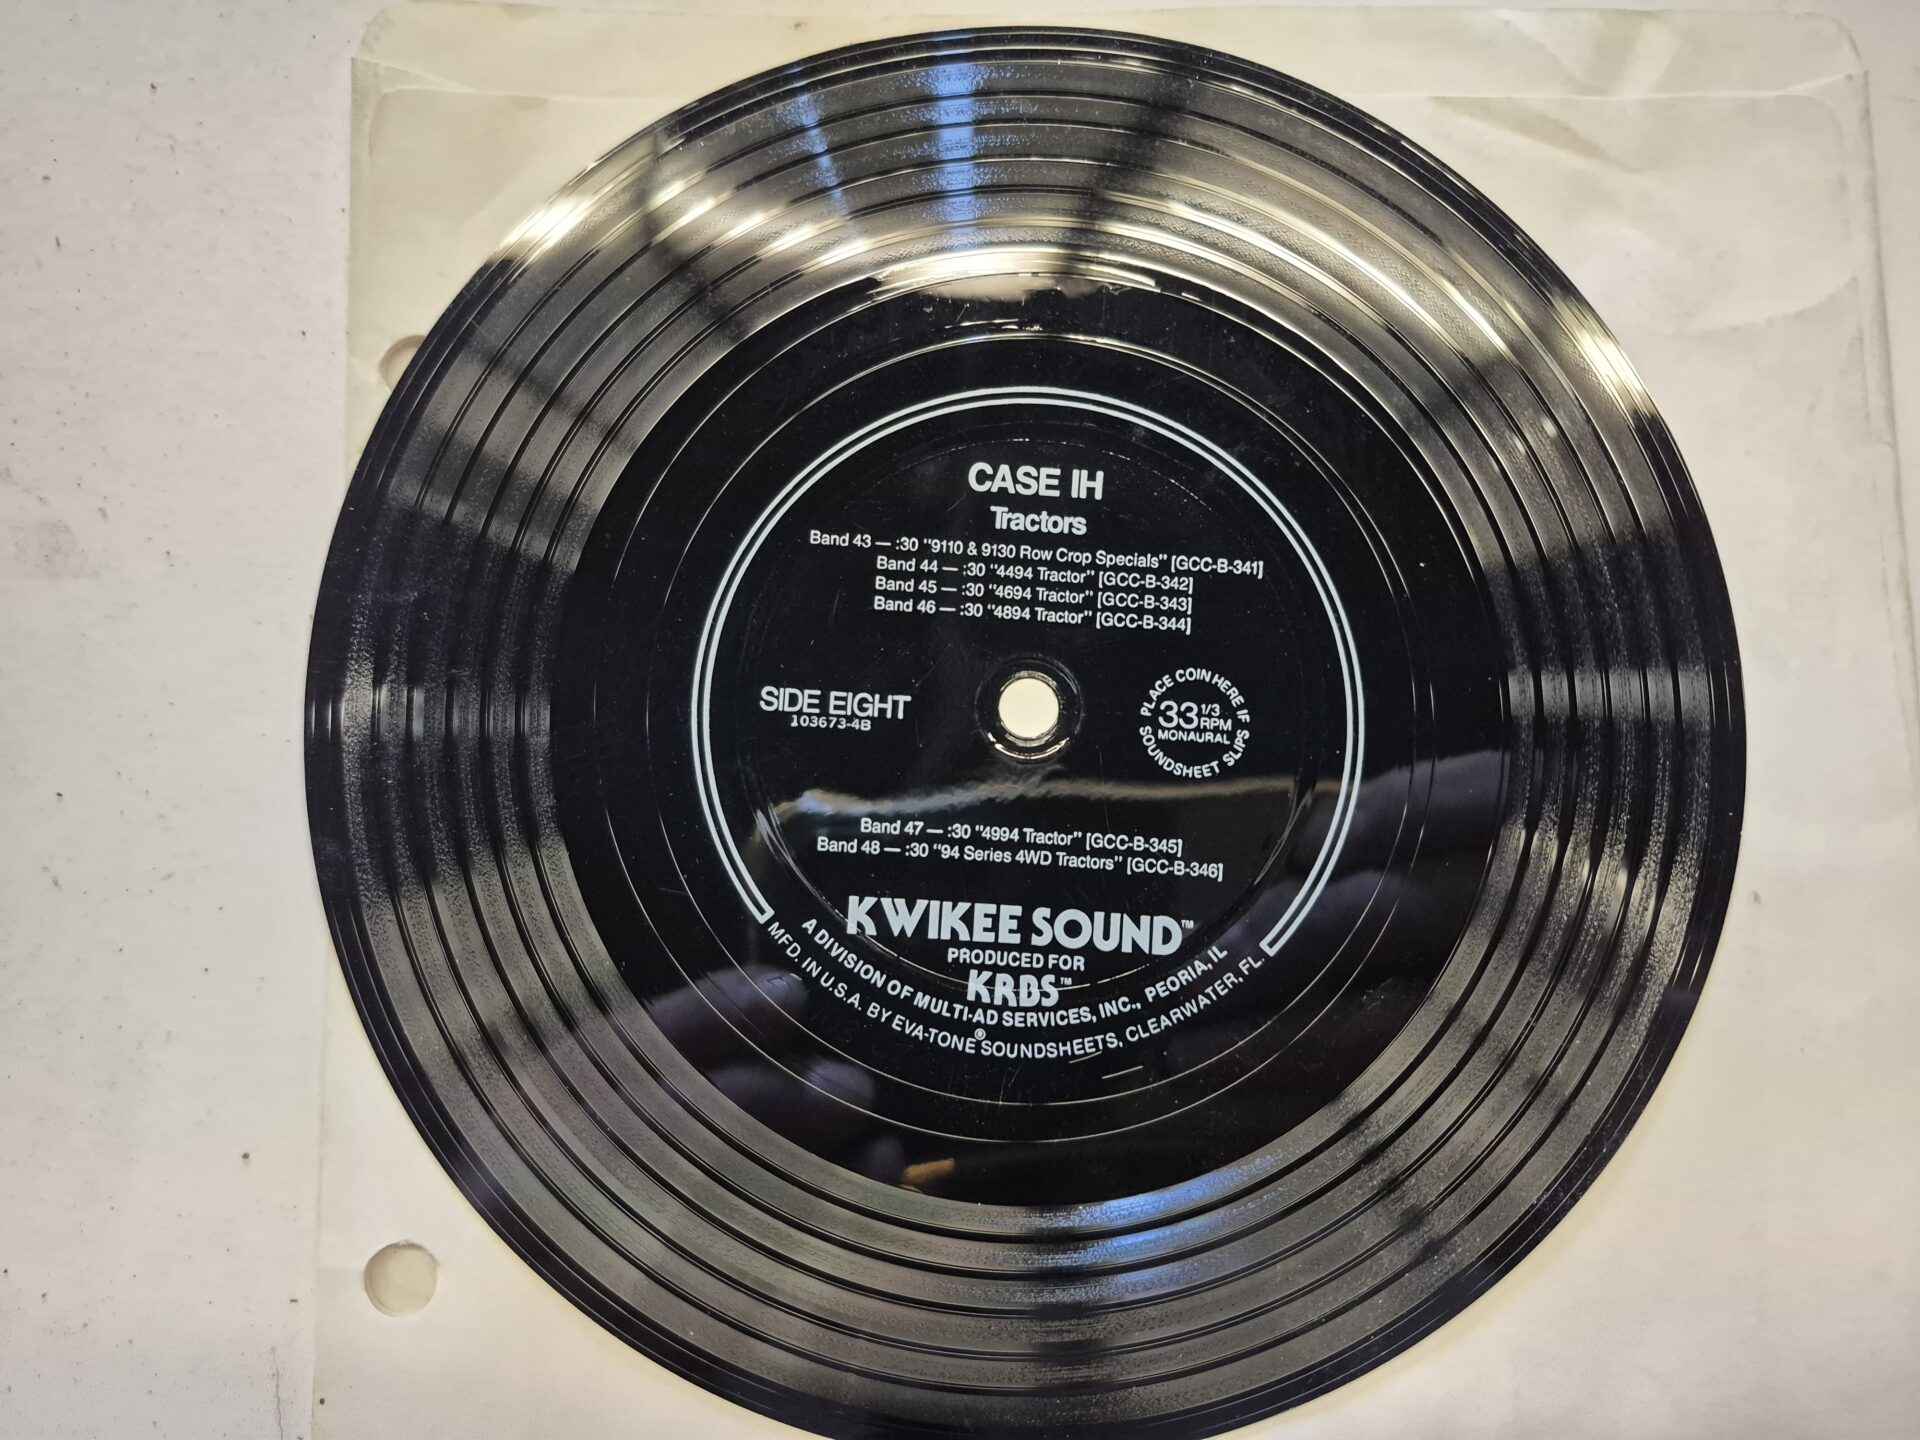 CASE IH
Tractors
Band 43 — :30 "9110 & 9130 Row Crop Specials" [GCC-B-341]
Band 44 — :30 "4494 Tractor" [GCC-B-342]
Band 45 — :30 "4694 Tractor" [GCC-B-343]
Band 46 — :30 "4894 Tractor" [GCC-B-344]
SIDE EIGHT
103673-4B
PLACE COIN HERE IF
33 1/3 RPM
MONAURAL
SOUNDSHEET SLIPS
Band 47 — :30 "4994 Tractor" [GCC-B-345]
Band 48 — :30 "94 Series 4WD Tractors" [GCC-B-346]
KWIKEE SOUND™
PRODUCED FOR
KRBS™
A DIVISION OF MULTI-AD SERVICES, INC., PEORIA, IL
MFD. IN U.S.A. BY EVA-TONE® SOUNDSHEETS, CLEARWATER, FL.